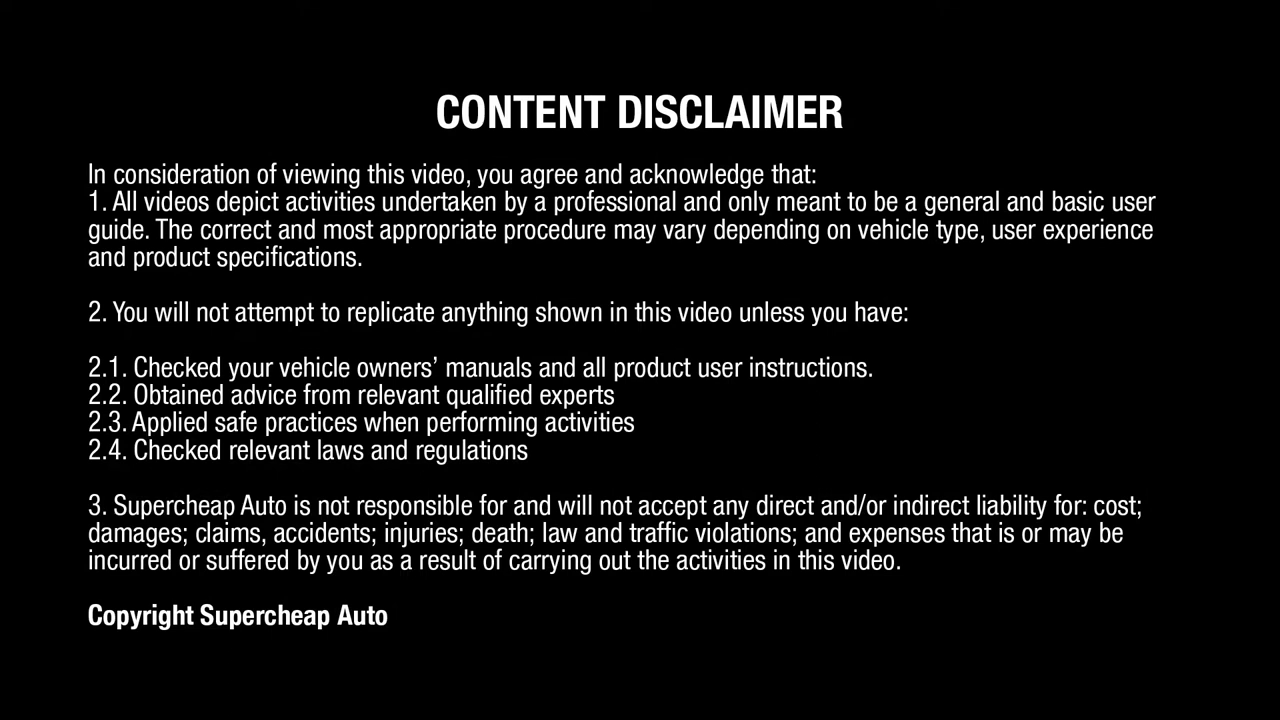 CONTENT DISCLAIMER
In consideration of viewing this video, you agree and acknowledge that:
1. All videos depict activities undertaken by a professional and only meant to be a general and basic user
guide. The correct and most appropriate procedure may vary depending on vehicle type, user experience
and product specifications.
2. You will not attempt to replicate anything shown in this video unless you have:
2.1. Checked your vehicle owners’ manuals and all product user instructions.
2.2. Obtained advice from relevant qualified experts
2.3. Applied safe practices when performing activities
2.4. Checked relevant laws and regulations
3. Supercheap Auto is not responsible for and will not accept any direct and/or indirect liability for: cost;
damages; claims, accidents; injuries; death; law and traffic violations; and expenses that is or may be
incurred or suffered by you as a result of carrying out the activities in this video.
Copyright Supercheap Auto